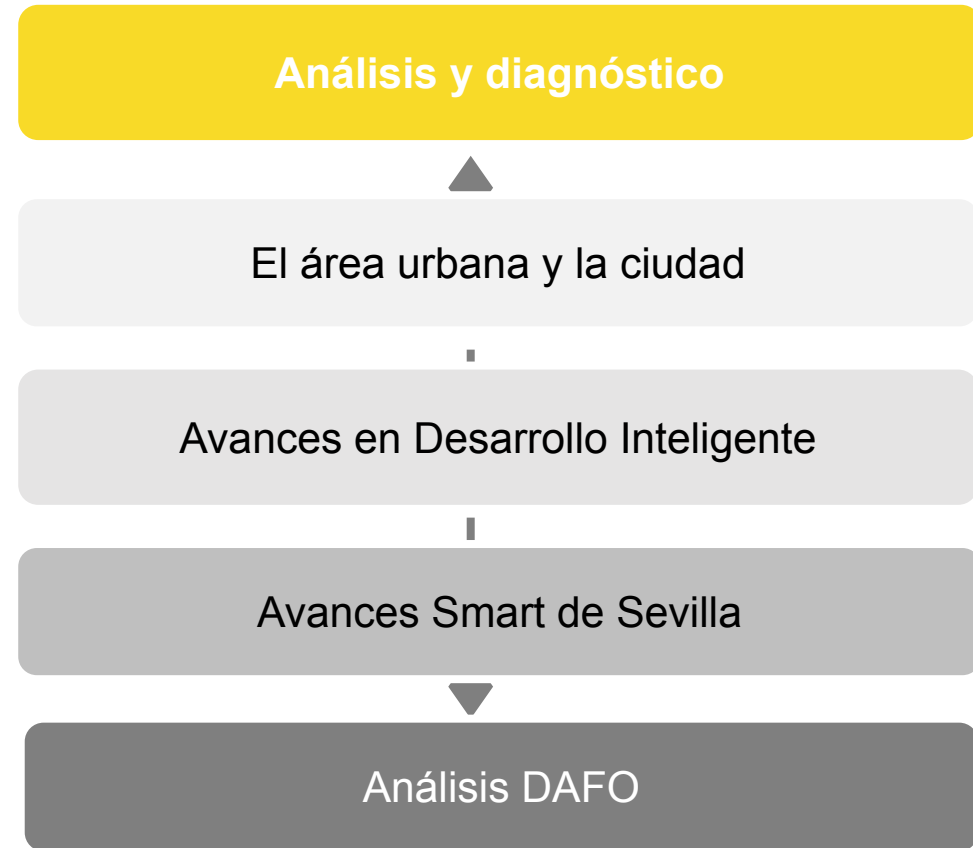 Análisis y diagnóstico
El área urbana y la ciudad
Avances en Desarrollo Inteligente
Avances Smart de Sevilla
Análisis DAFO